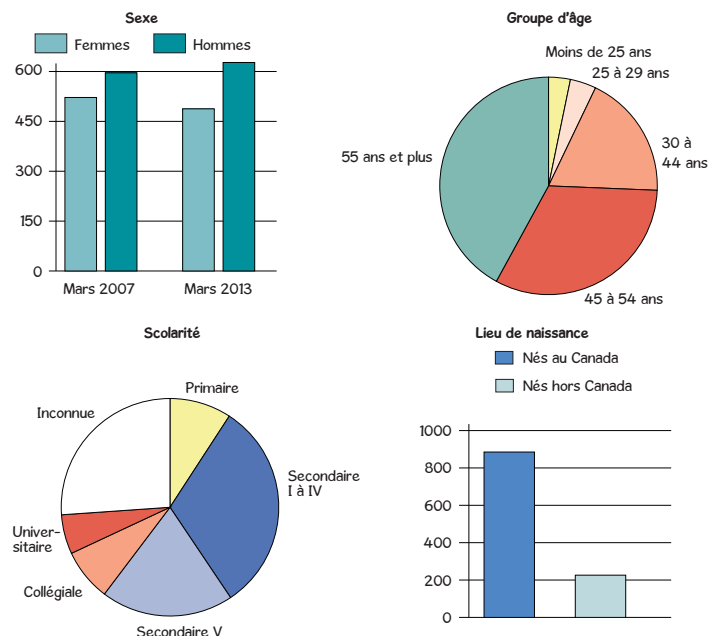 Sexe
Femmes
Hommes
600
450
300
150
0
Mars 2007
Mars 2013
Groupe d'âge
Moins de 25 ans
25 à 29 ans
30 à
44 ans
55 ans et plus
45 à 54 ans
Scolarité
Primaire
Inconnue
Secondaire
I à IV
Univer-
sitaire
Collégiale
Secondaire V
Lieu de naissance
Nés au Canada
Nés hors Canada
1000
800
600
400
200
0